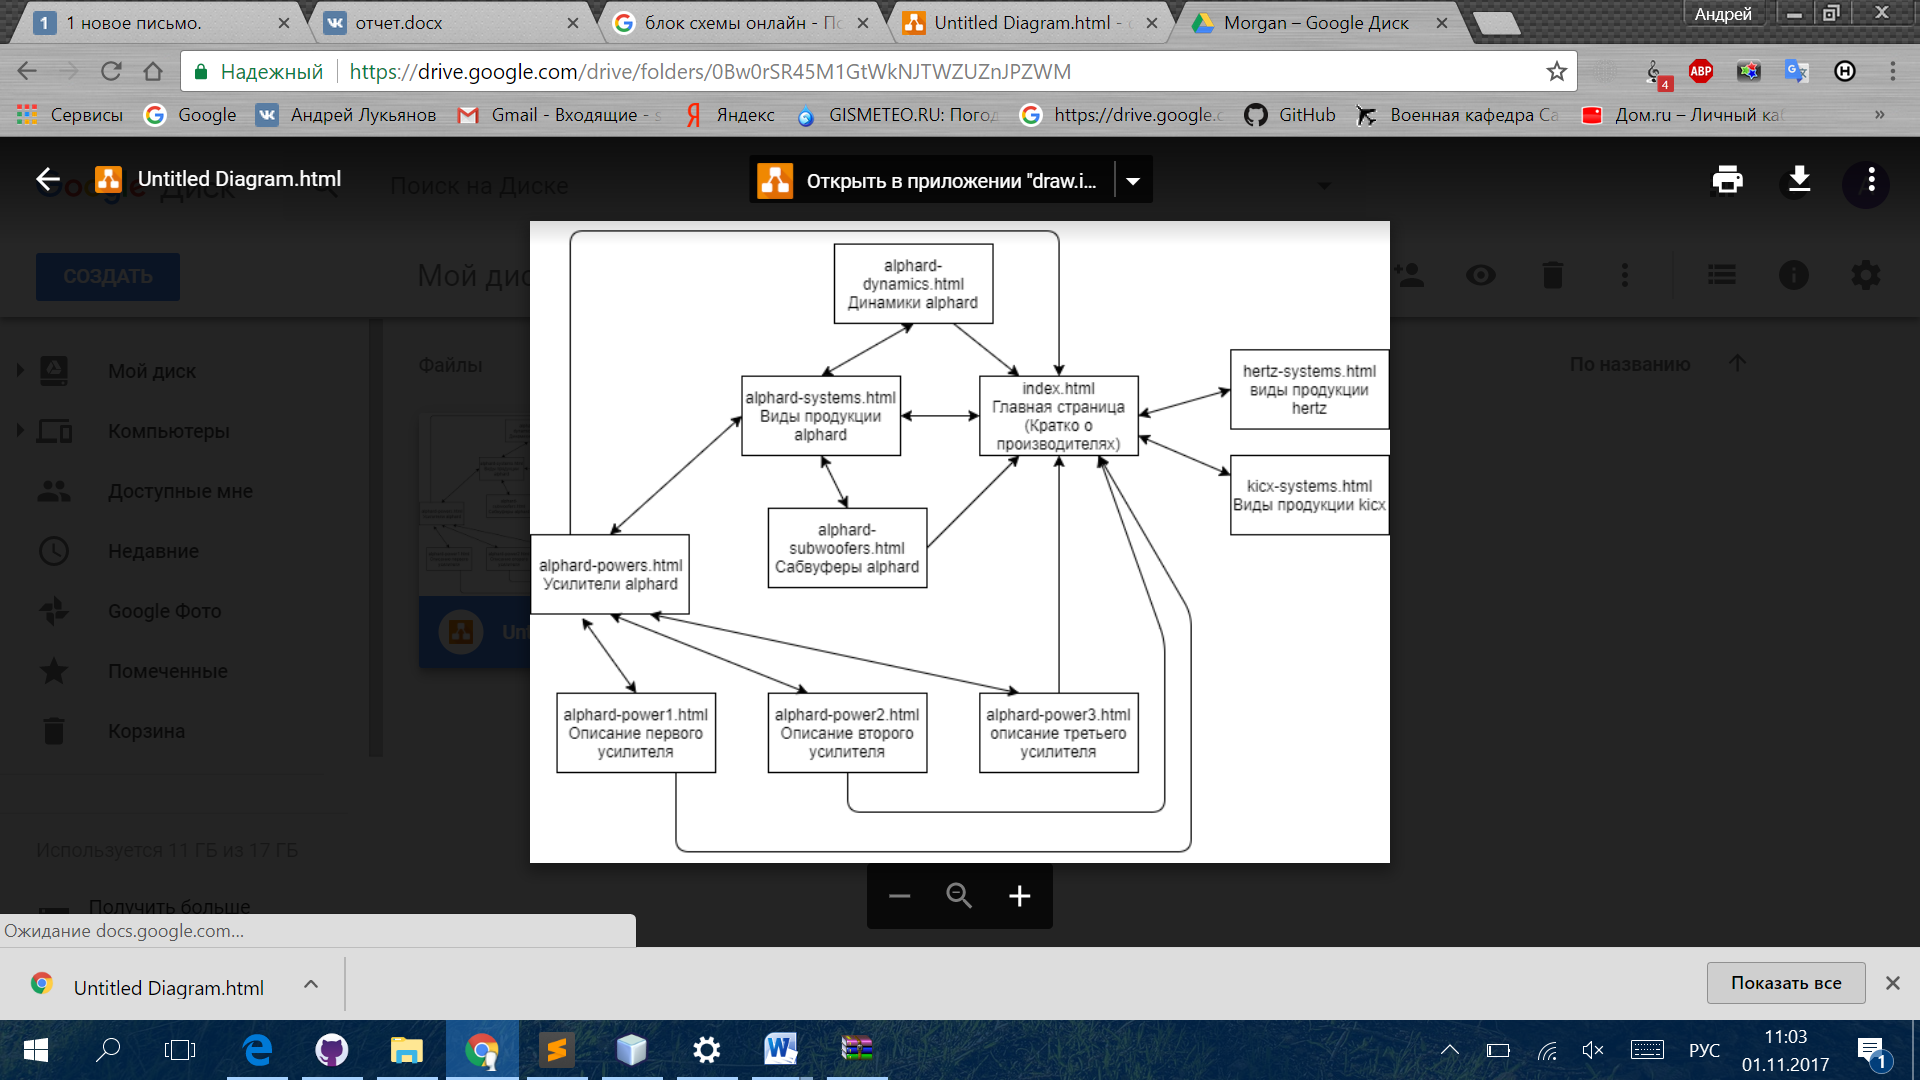 1 новое письмо.
отчет.docx
блок схемы онлайн - По
Untitled Diagram.html -
Morgan – Google Диск
Андрей
Надежный
https://drive.google.com/drive/folders/0Bw0rSR45M1GtWkNJTWZUZnJPZWM
ABP
4
Сервисы
Google
Андрей Лукьянов
Gmail - Входящие - s
Яндекс
GISMETEO.RU: Погод
https://drive.google.c
GitHub
Военная кафедра Са
Дом.ru – Личный каб
»
Untitled Diagram.html
Поиск на Диске
Открыть в приложении "draw.i...
СОЗДАТЬ
Мой дис
Мой диск
Компьютеры
Доступные мне
Недавние
Google Фото
Помеченные
Корзина
Используется 11 ГБ из 17 ГБ
Получить больше
Файлы
По названию
Unt
alphard-
dynamics.html
Динамики alphard
alphard-systems.html
Виды продукции
alphard
index.html
Главная страница
(Кратко о
производителях)
hertz-systems.html
виды продукции
hertz
kicx-systems.html
Виды продукции kicx
alphard-
subwoofers.html
Сабвуферы alphard
alphard-powers.html
Усилители alphard
alphard-power1.html
Описание первого
усилителя
alphard-power2.html
Описание второго
усилителя
alphard-power3.html
описание третьего
усилителя
Ожидание docs.google.com...
Untitled Diagram.html
Показать все
РУС
11:03
01.11.2017
1